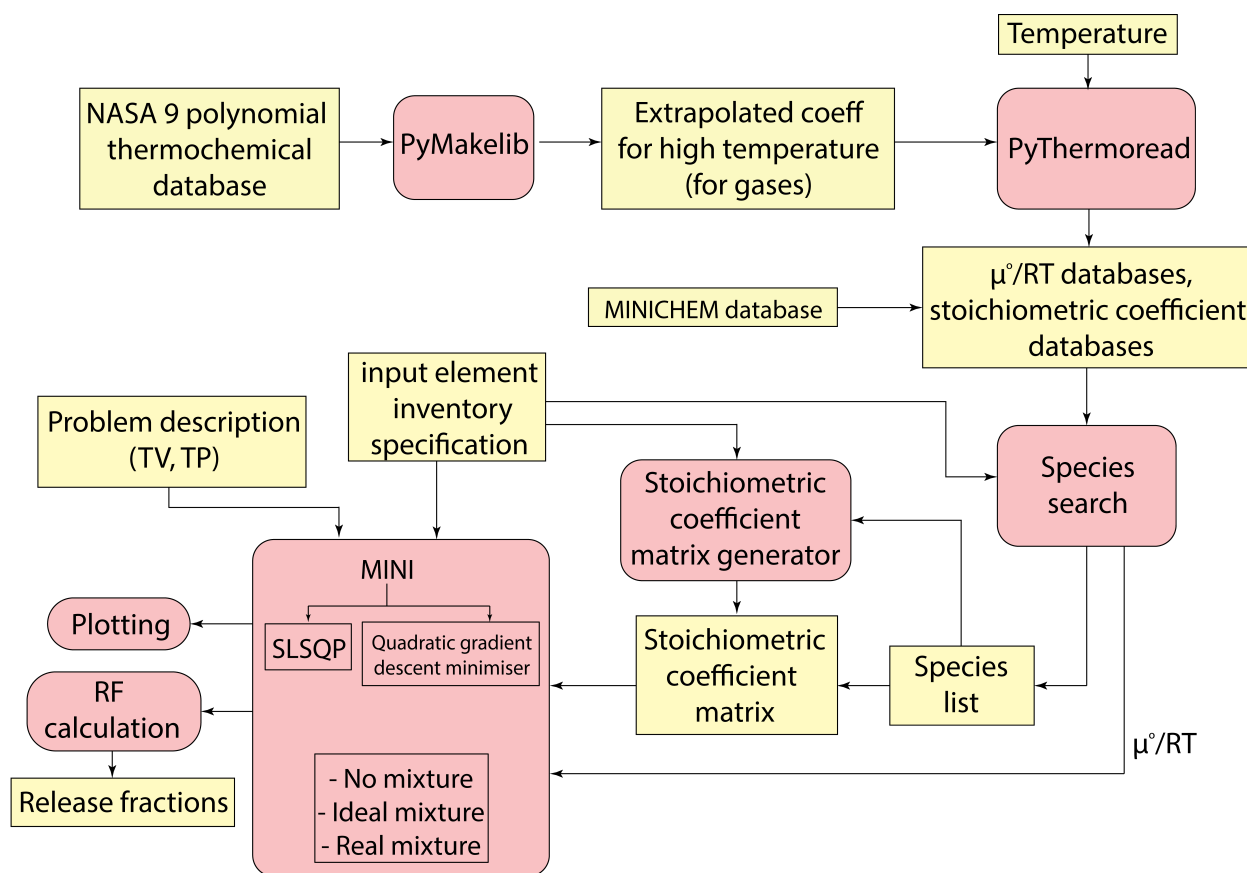 Temperature
NASA 9 polynomial
thermochemical
database
PyMakelib
Extrapolated coeff
for high temperature
(for gases)
PyThermoread
MINICHEM database
µ°/RT databases,
stoichiometric coefficient
databases
Problem description
(TV, TP)
input element
inventory
specification
Stoichiometric
coefficient
matrix generator
Species
search
MINI
SLSQP
Quadratic gradient
descent minimiser
- No mixture
- Ideal mixture
- Real mixture
Plotting
RF
calculation
Release fractions
Stoichiometric
coefficient
matrix
Species
list
µ°/RT